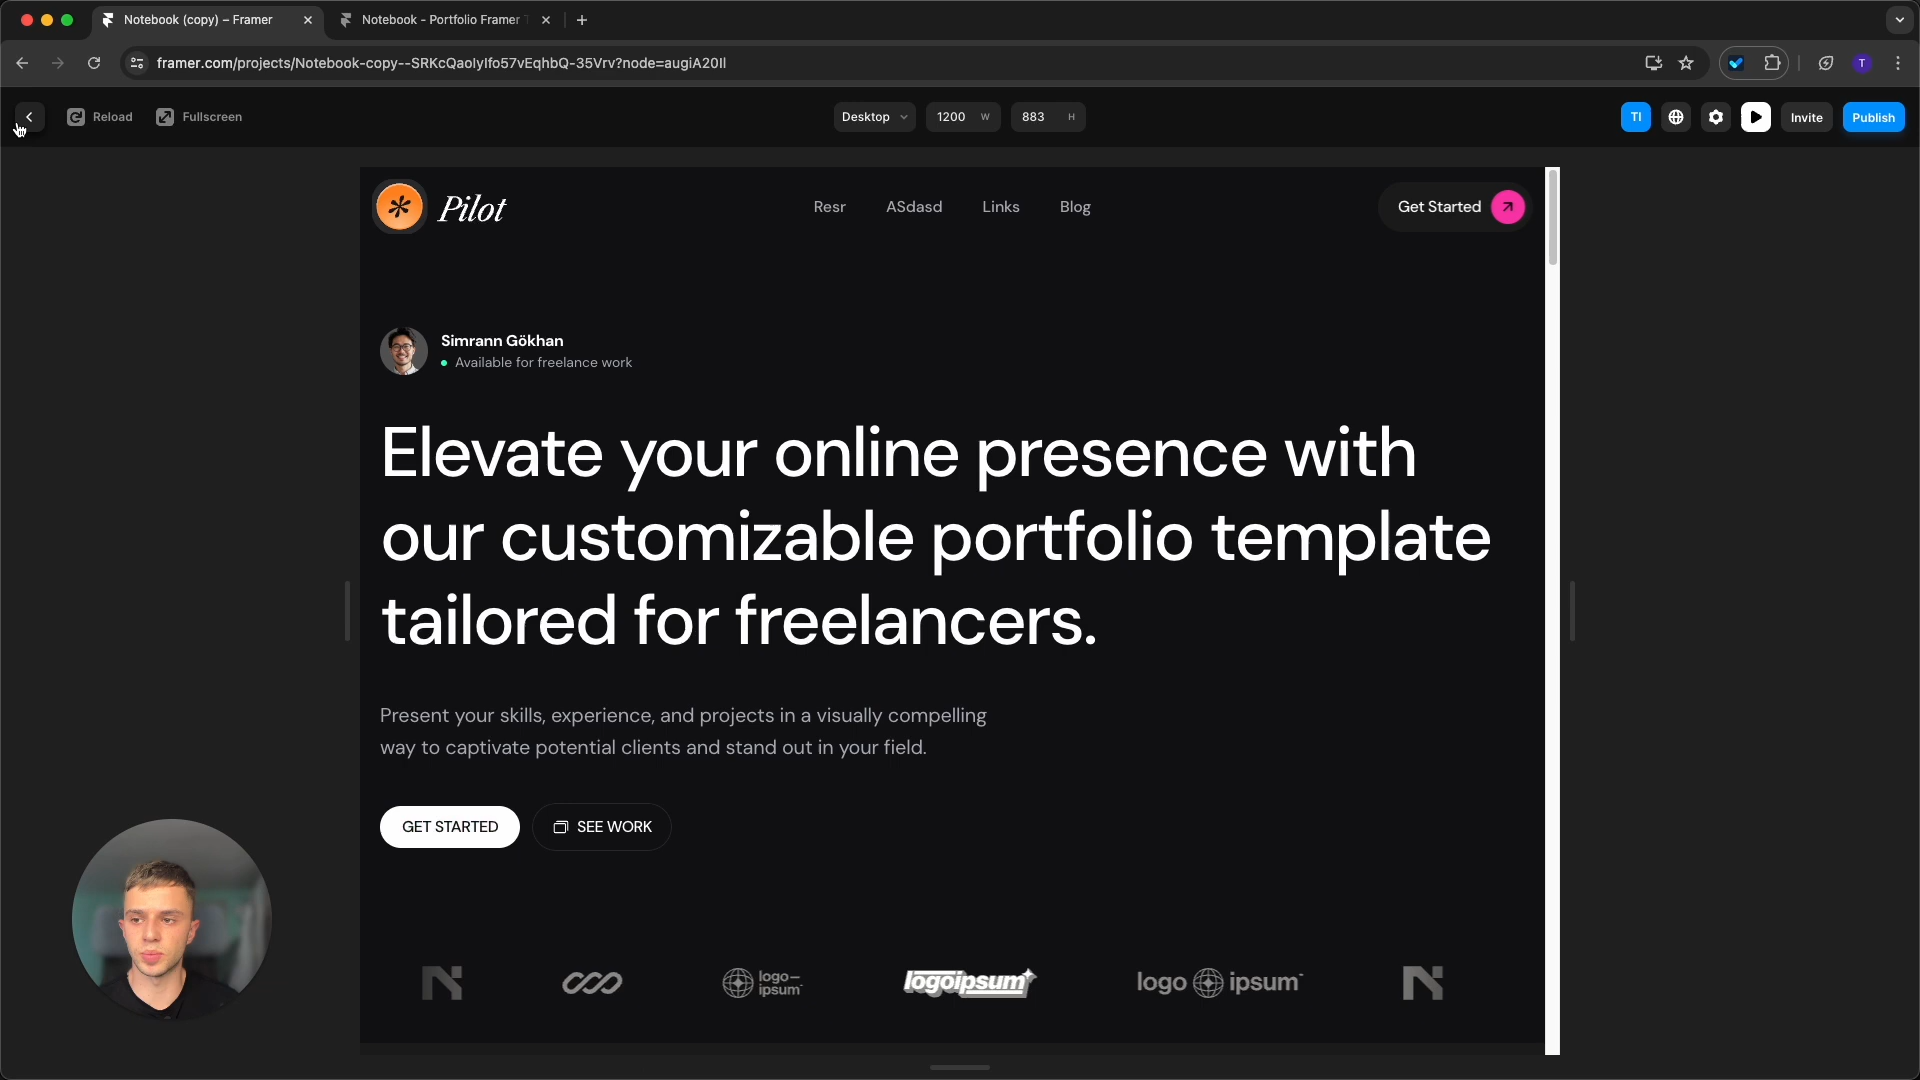 Notebook (copy) – Framer
Notebook - Portfolio Framer
framer.com/projects/Notebook-copy--SRKcQaolyIfo57vEqhbQ-35Vrv?node=augiA20Il
T
Reload
Fullscreen
Desktop
1200 W
883 H
TI
Invite
Publish
Pilot
Resr
ASdasd
Links
Blog
Get Started
Simrann Gökhan
Available for freelance work
Elevate your online presence with
our customizable portfolio template
tailored for freelancers.
Present your skills, experience, and projects in a visually compelling
way to captivate potential clients and stand out in your field.
GET STARTED
SEE WORK
logo–
ipsum
logoipsum
logo ipsum